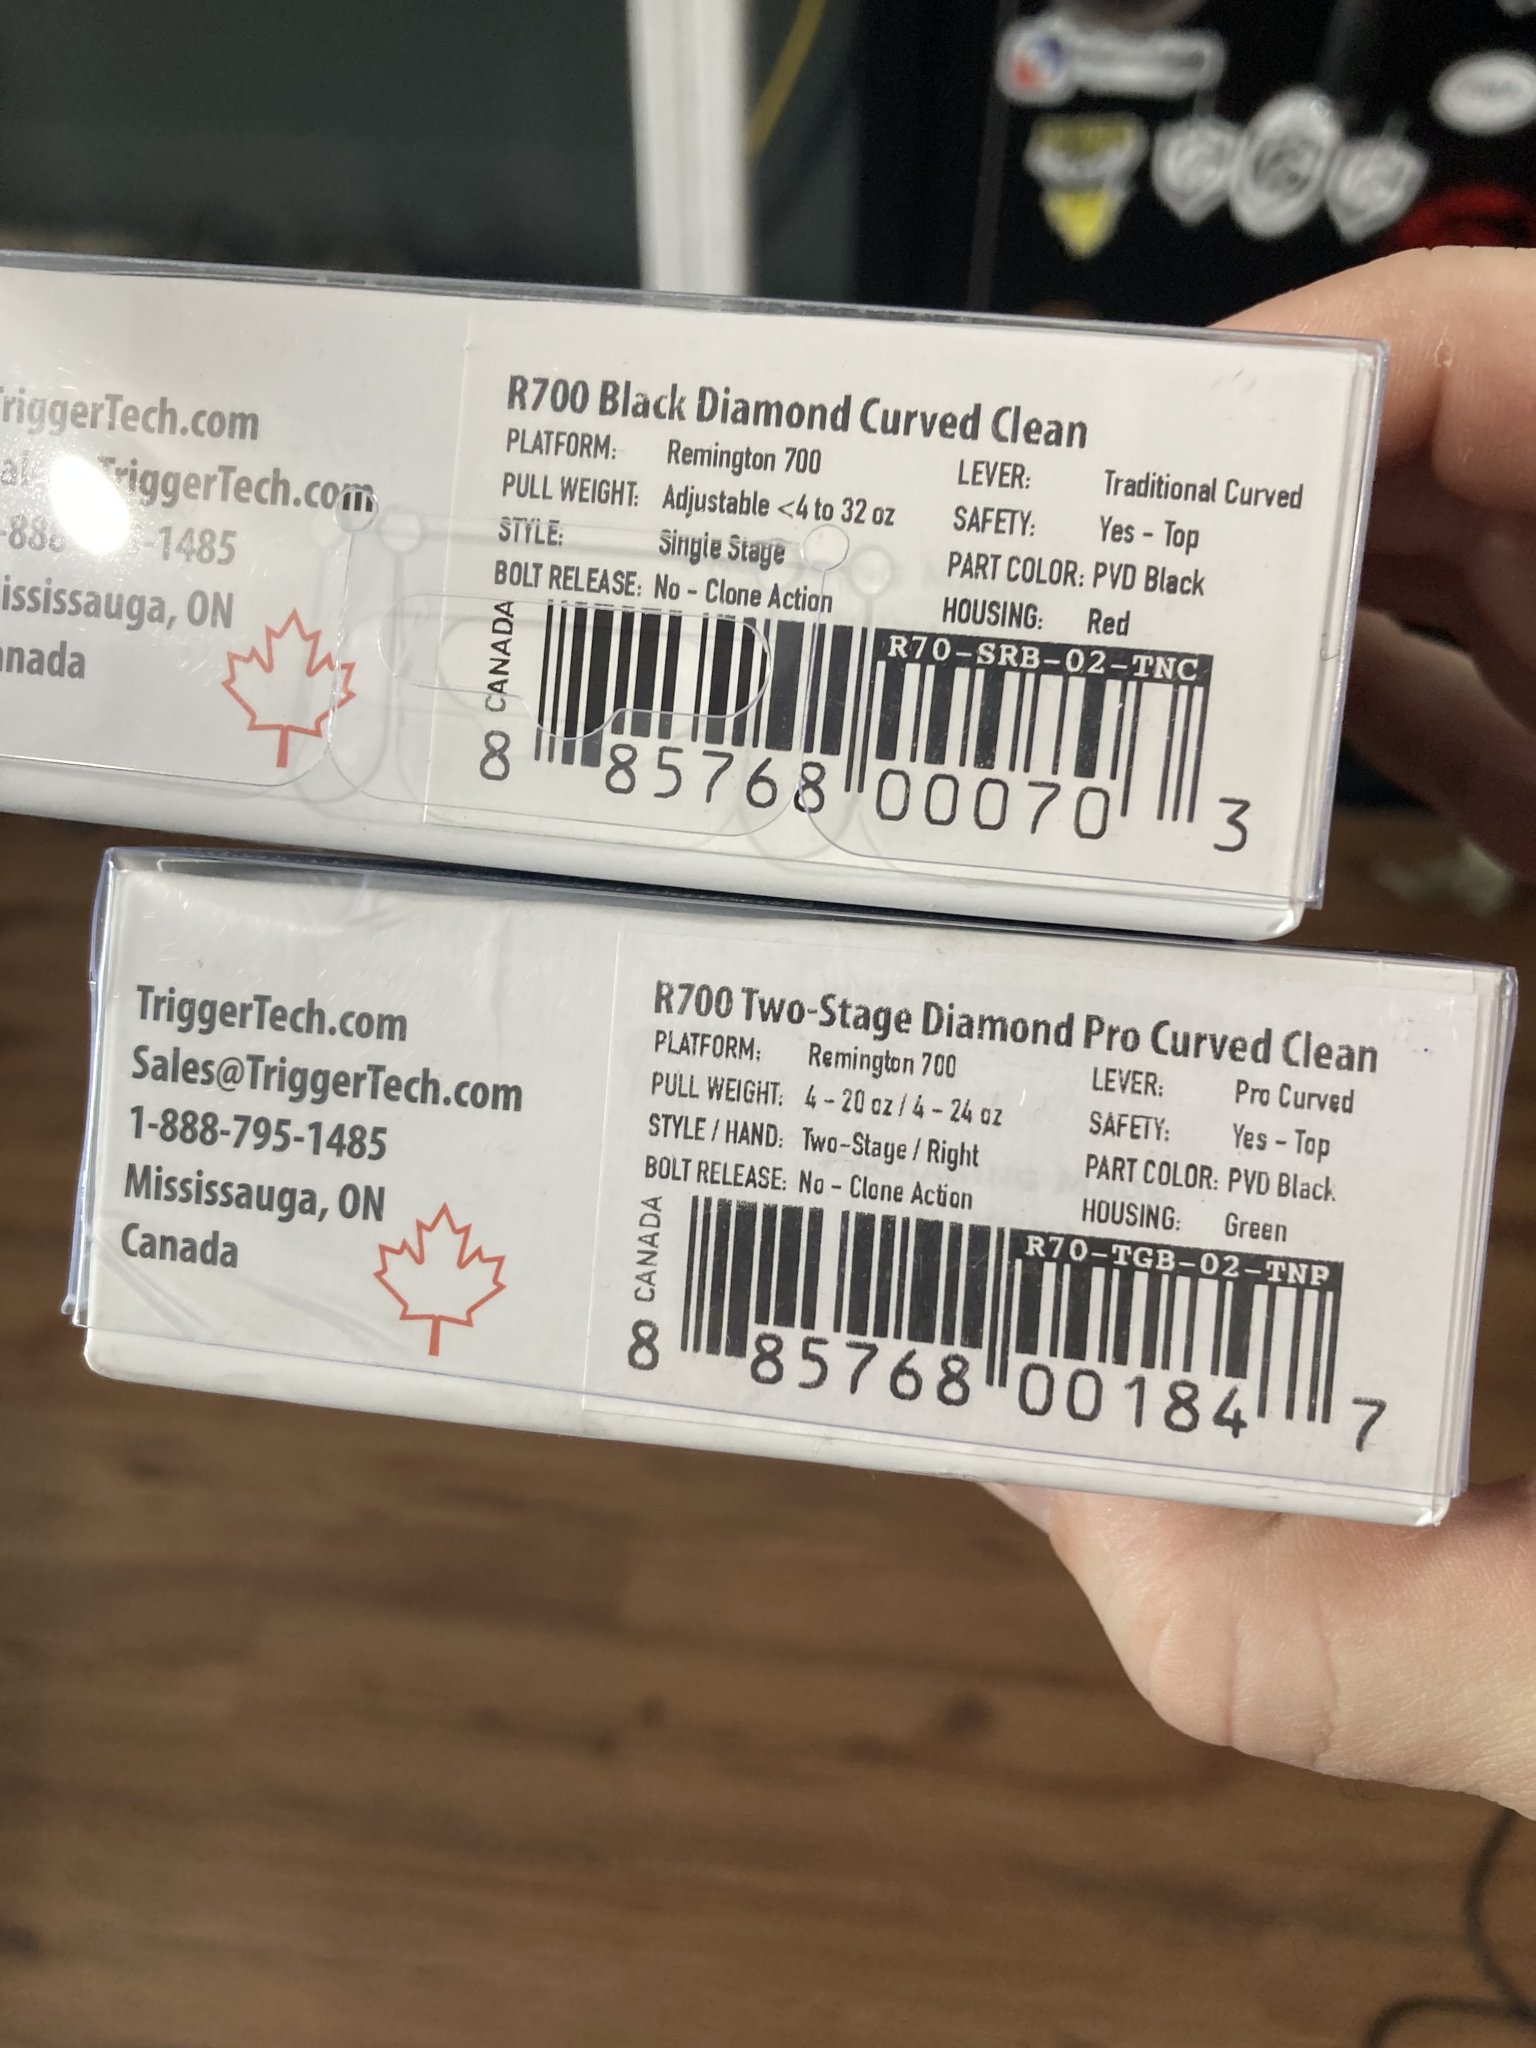 riggerTech.com
TriggerTech.com
-1485
ississauga, ON
nada
R700 Black Diamond Curved Clean
PLATFORM: Remington 700
PULL WEIGHT: Adjustable <4 to 32 oz
STYLE: Single Stage
BOLT RELEASE: No - Clone Action
LEVER: Traditional Curved
SAFETY: Yes - Top
PART COLOR: PVD Black
HOUSING: Red
CANADA
R70-SRB-02-TNC
8 85768 00070 3
TriggerTech.com
Sales@TriggerTech.com
1-888-795-1485
Mississauga, ON
Canada
R700 Two-Stage Diamond Pro Curved Clean
PLATFORM: Remington 700
PULL WEIGHT: 4 - 20 oz / 4 - 24 oz
STYLE / HAND: Two-Stage / Right
BOLT RELEASE: No - Clone Action
LEVER: Pro Curved
SAFETY: Yes - Top
PART COLOR: PVD Black
HOUSING: Green
CANADA
R70-TGB-02-TNP
8 85768 00184 7